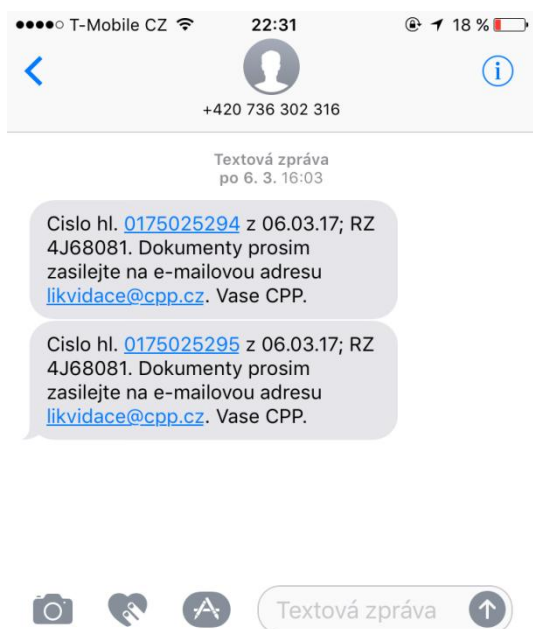 T-Mobile CZ 22:31 18 %
+420 736 302 316
Textová zpráva
po 6. 3. 16:03
Cislo hl. 0175025294 z 06.03.17; RZ
4J68081. Dokumenty prosim
zasilejte na e-mailovou adresu
likvidace@cpp.cz. Vase CPP.
Cislo hl. 0175025295 z 06.03.17; RZ
4J68081. Dokumenty prosim
zasilejte na e-mailovou adresu
likvidace@cpp.cz. Vase CPP.
Textová zpráva